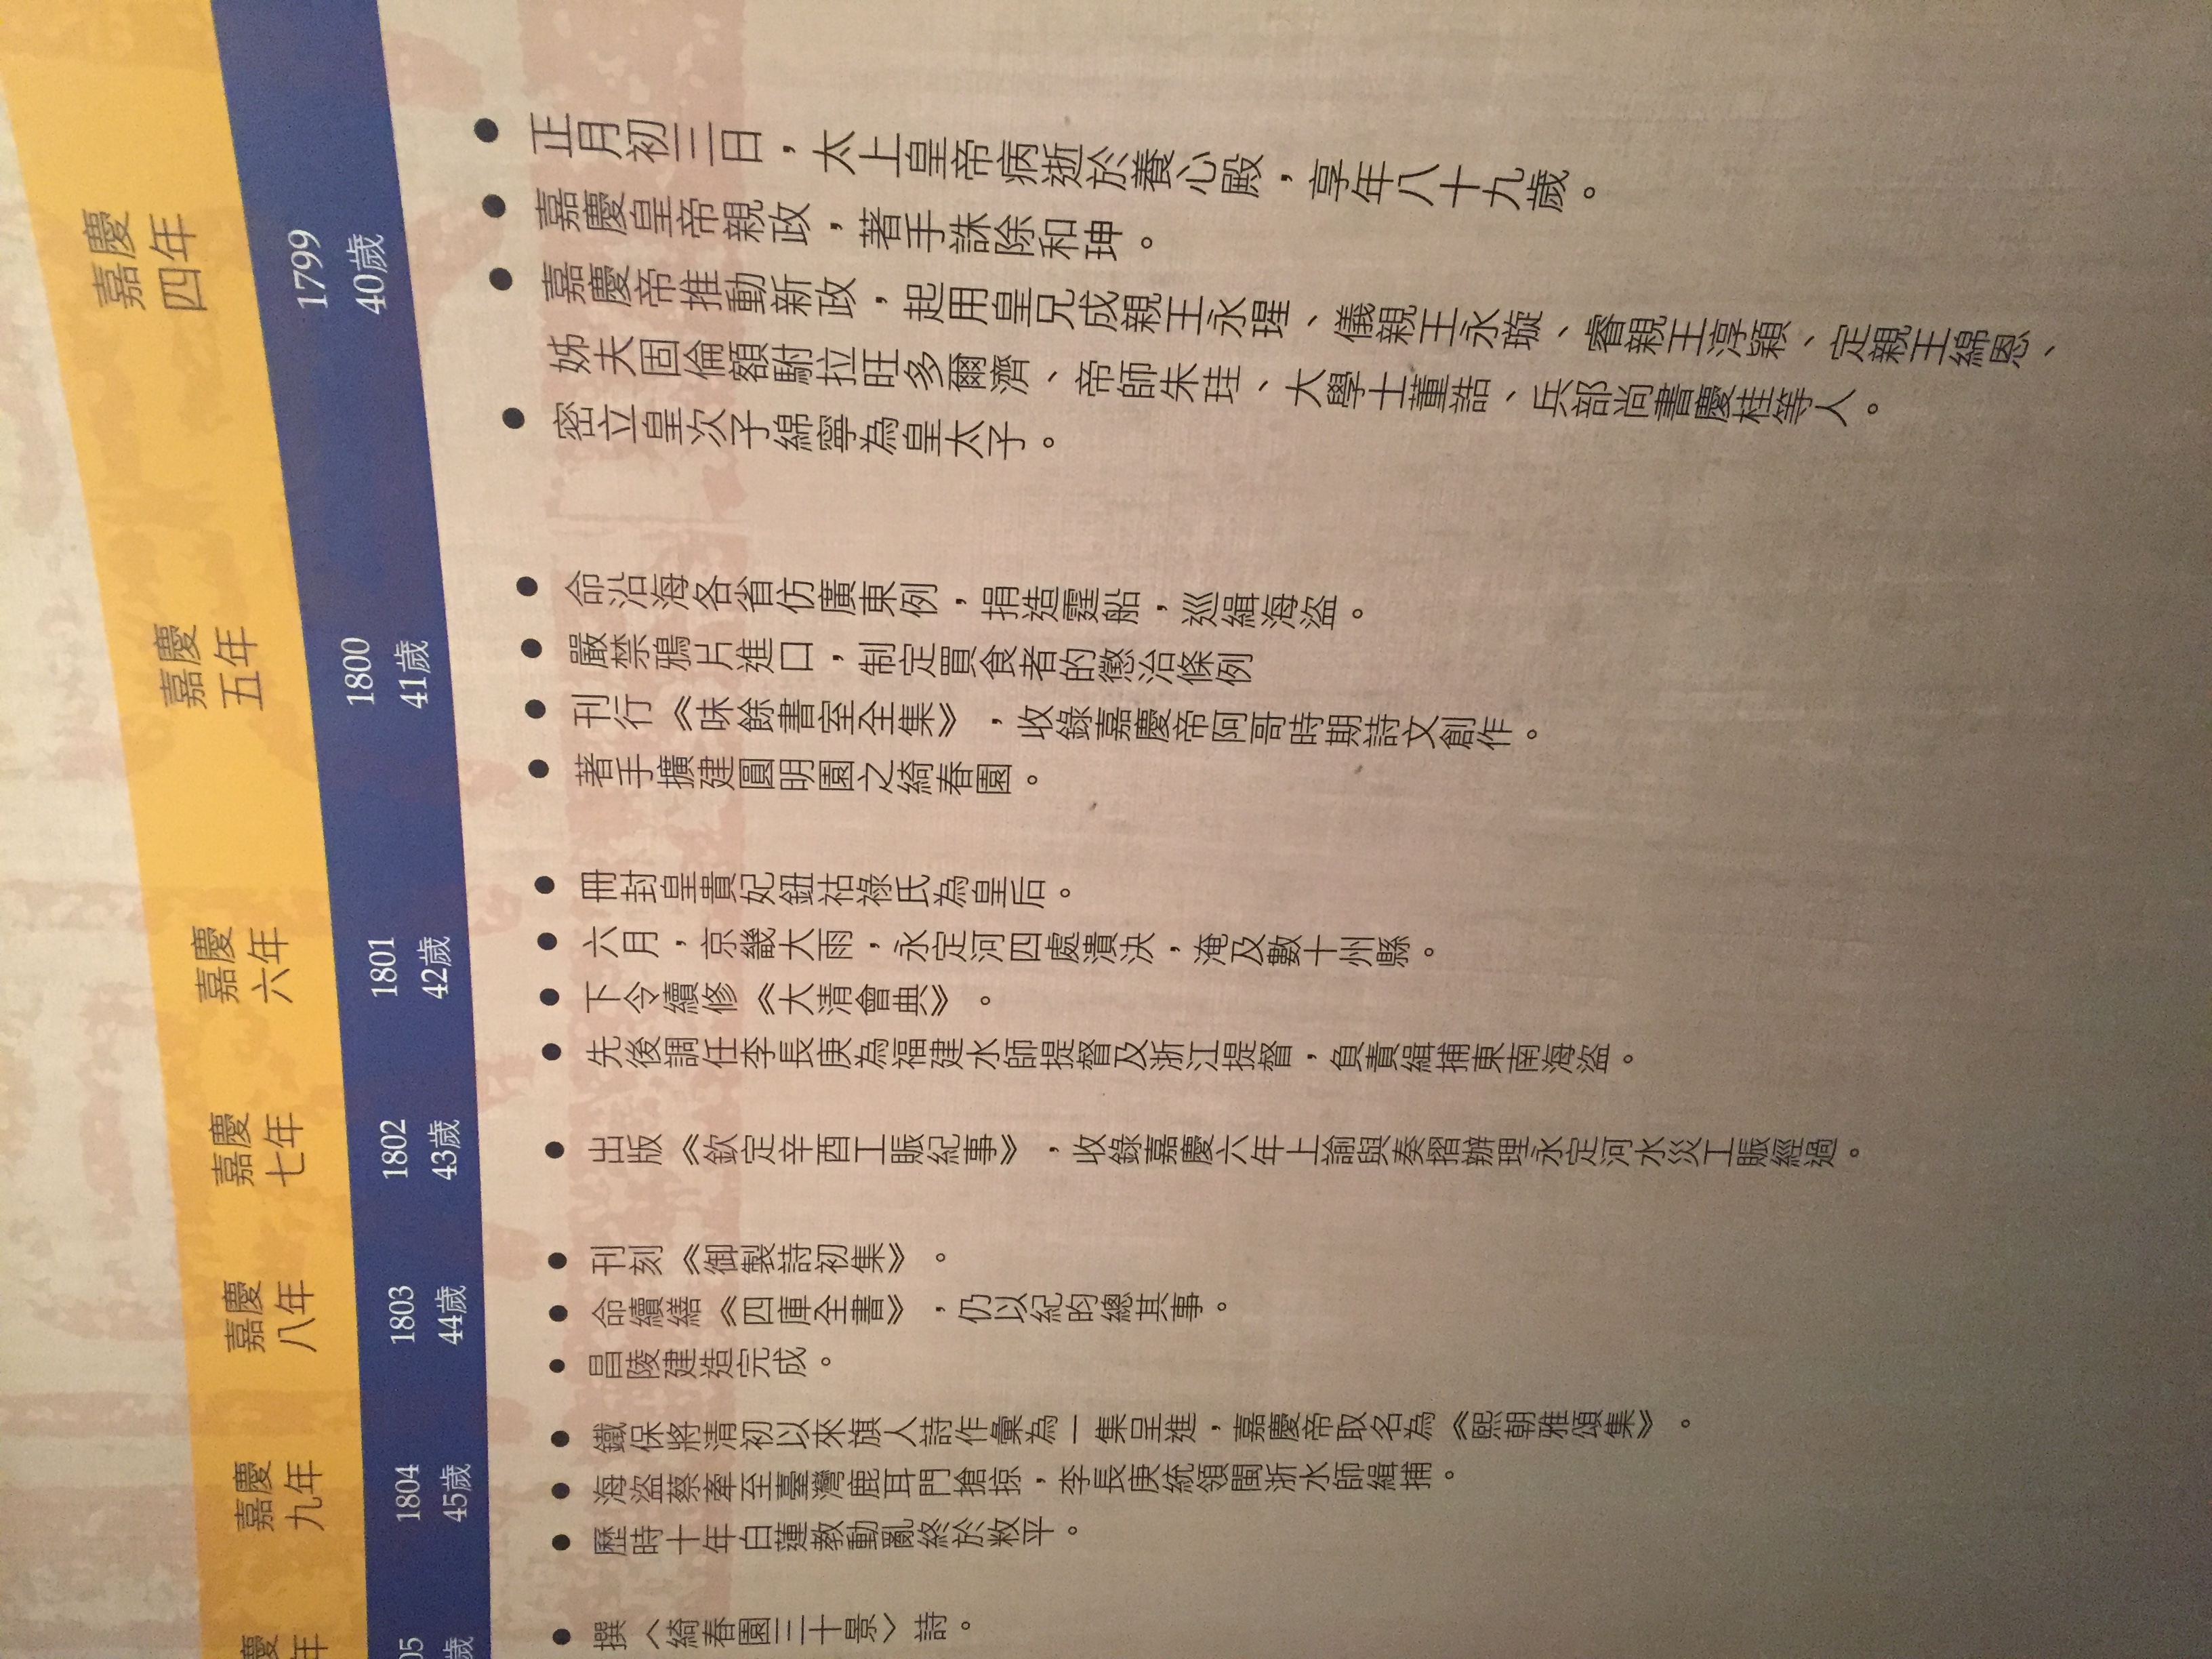 嘉慶
四年
1799
40歲
正月初三日，太上皇帝病逝於養心殿，享年八十九歲。
嘉慶皇帝親政，著手誅除和珅。
嘉慶帝推動新政，起用皇兄成親王永瑆、儀親王永璇、睿親王淳穎、定親王綿恩、
姊夫固倫額駙拉旺多爾濟、帝師朱珪、大學士董誥、兵部尚書慶桂等人。
密立皇次子綿寧為皇太子。
嘉慶
五年
1800
41歲
命沿海各省仿廣東例，捐造霆船，巡緝海盜。
嚴禁鴉片進口，制定買食者的懲治條例
刊行《味餘書室全集》，收錄嘉慶帝阿哥時期詩文創作。
著手擴建圓明園之綺春園。
嘉慶
六年
1801
42歲
冊封皇貴妃鈕祜祿氏為皇后。
六月，京畿大雨，永定河四處潰決，淹及數十州縣。
下令續修《大清會典》。
先後調任李長庚為福建水師提督及浙江提督，負責緝捕東南海盜。
嘉慶
七年
1802
43歲
出版《欽定辛酉工賑紀事》，收錄嘉慶六年上諭與奏摺辦理永定河水災工賑經過。
嘉慶
八年
1803
44歲
刊刻《御製詩初集》。
命續繕《四庫全書》，仍以紀昀總其事。
昌陵建造完成。
嘉慶
九年
1804
45歲
鐵保將清初以來旗人詩作彙為一集呈進，嘉慶帝取名為《熙朝雅頌集》。
海盜蔡牽至臺灣鹿耳門搶掠，李長庚統領閩浙水師緝捕。
歷時十年白蓮教動亂終於敉平。
慶
年
05
歲
撰〈綺春園三十景〉詩。